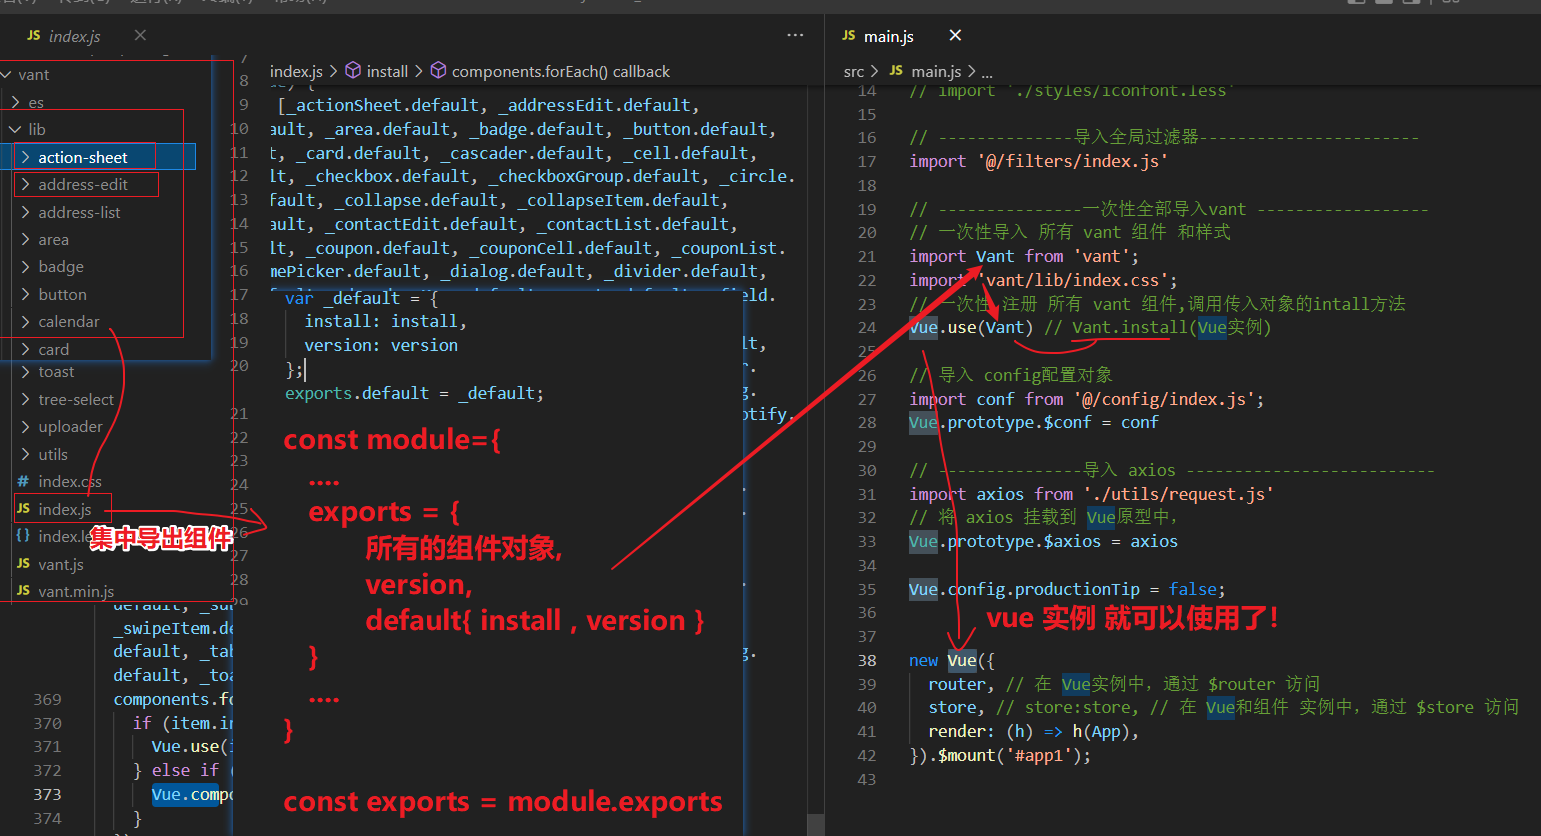 JS index.js
vant
es
lib
action-sheet
address-edit
address-list
area
badge
button
calendar
card
toast
tree-select
uploader
utils
# index.css
JS index.js
{} index.le
集中导出组件
JS vant.js
JS vant.min.js
index.js > install > components.forEach() callback
7
8
9 [_actionSheet.default, _addressEdit.default,
10 ault, _area.default, _badge.default, _button.default,
11 t, _card.default, _cascader.default, _cell.default,
12 lt, _checkbox.default, _checkboxGroup.default, _circle.
13 fault, _collapse.default, _collapseItem.default,
14 ault, _contactEdit.default, _contactList.default,
15 lt, _coupon.default, _couponCell.default, _couponList.
16 mePicker.default, _dialog.default, _divider.default,
17
var _default = {
18 install: install,
19 version: version
20 };
exports.default = _default;
21
22
23
24
25
26
27
28
29
const module={
....
exports = {
所有的组件对象,
version,
default{ install , version }
}
....
}
const exports = module.exports
_swipeItem.de
default, _tab
default, _toa
369 components.fo
370 if (item.in
371 Vue.use(i
372 } else if (
373 Vue.compo
374 }
JS main.js
src > JS main.js > ...
14 // import './styles/iconfont.less'
15
16 // --------------导入全局过滤器-----------------------
17 import '@/filters/index.js'
18
19 // ---------------一次性全部导入vant ------------------
20 // 一次性导入 所有 vant 组件 和样式
21 import Vant from 'vant';
22 import 'vant/lib/index.css';
23 // 一次性 注册 所有 vant 组件,调用传入对象的intall方法
24 Vue.use(Vant) // Vant.install(Vue实例)
25
26 // 导入 config配置对象
27 import conf from '@/config/index.js';
28 Vue.prototype.$conf = conf
29
30 // ---------------导入 axios --------------------------
31 import axios from './utils/request.js'
32 // 将 axios 挂载到 Vue原型中，
33 Vue.prototype.$axios = axios
34
35 Vue.config.productionTip = false;
36
vue 实例 就可以使用了！
37
38 new Vue({
39 router, // 在 Vue实例中，通过 $router 访问
40 store, // store:store, // 在 Vue和组件 实例中，通过 $store 访问
41 render: (h) => h(App),
42 }).$mount('#app1');
43